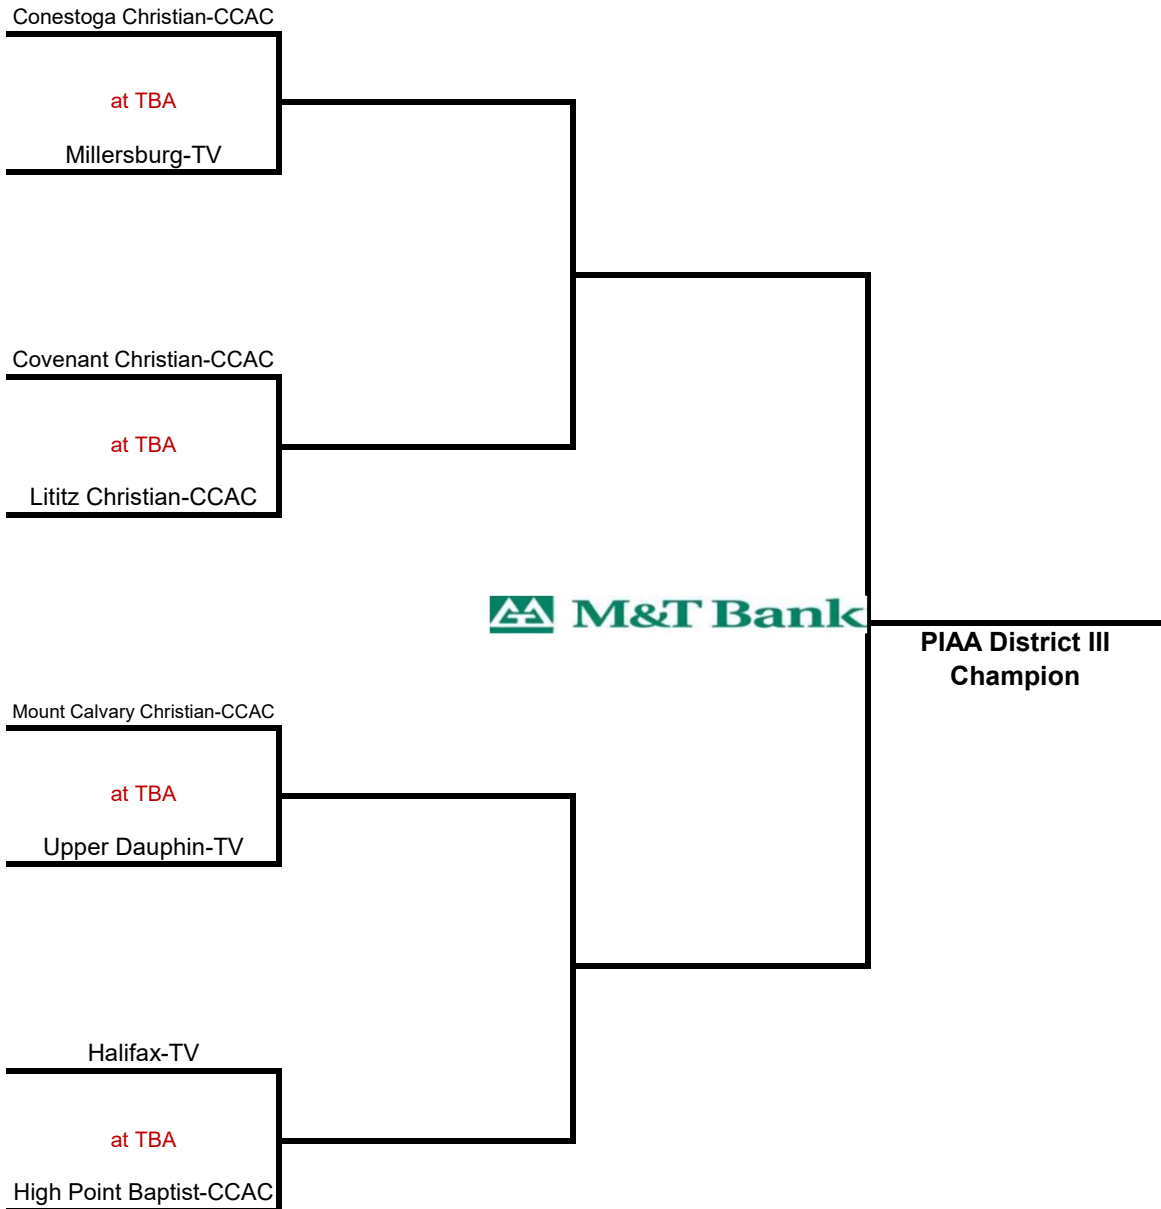 Conestoga Christian-CCAC
at TBA
Millersburg-TV
Covenant Christian-CCAC
at TBA
Lititz Christian-CCAC
M&T Bank
PIAA District III
Champion
Mount Calvary Christian-CCAC
at TBA
Upper Dauphin-TV
Halifax-TV
at TBA
High Point Baptist-CCAC